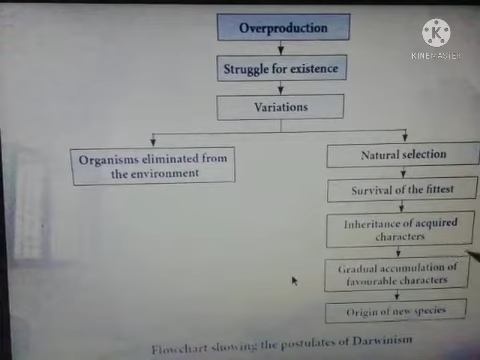 KINEMASTER
Overproduction
Struggle for existence
Variations
Organisms eliminated from
the environment
Natural selection
Survival of the fittest
Inheritance of acquired
characters
Gradual accumulation of
favourable characters
Origin of new species
Flowchart showing the postulates of Darwinism